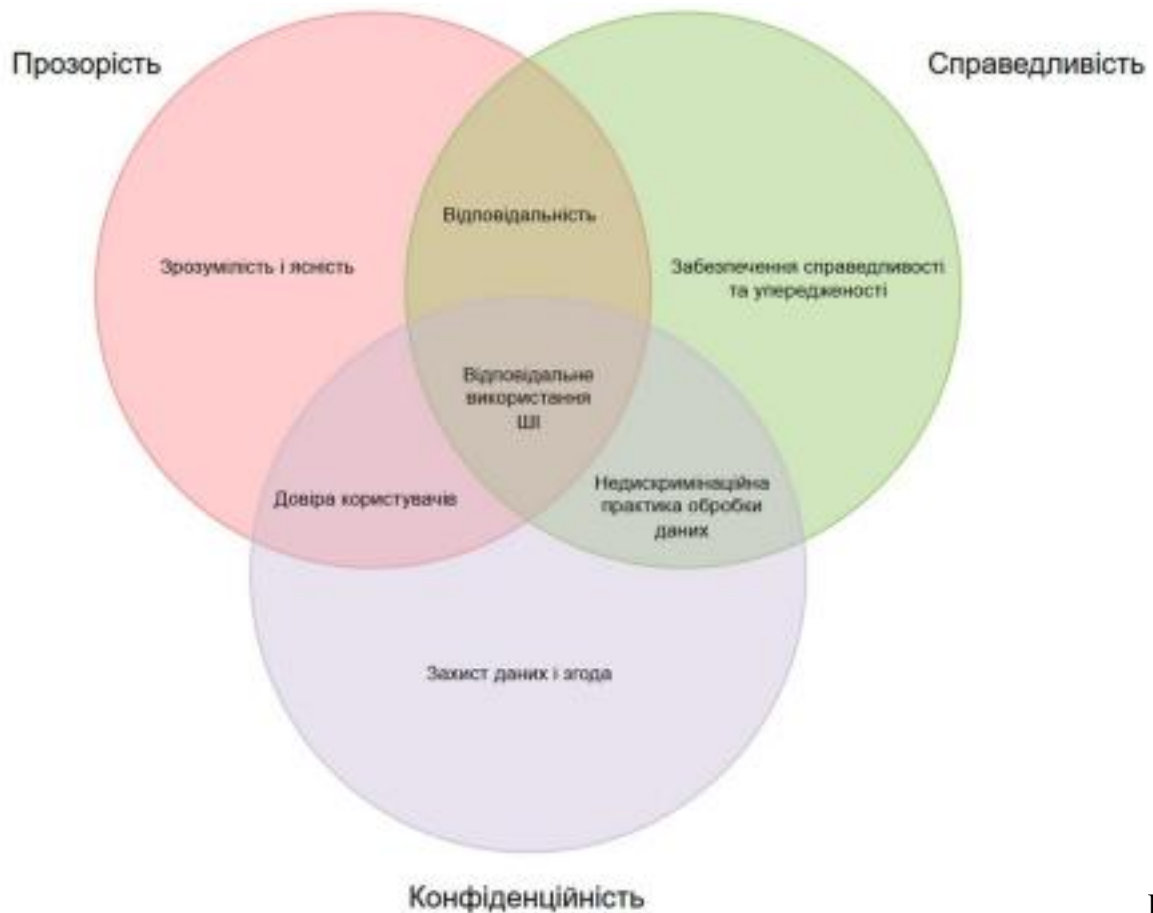 Прозорість
Справедливість
Відповідальність
Зрозумілість і ясність
Забезпечення справедливості
та упередженості
Відповідальне
використання
ШІ
Довіра користувачів
Недискримінаційна
практика обробки
даних
Захист даних і згода
Конфіденційність